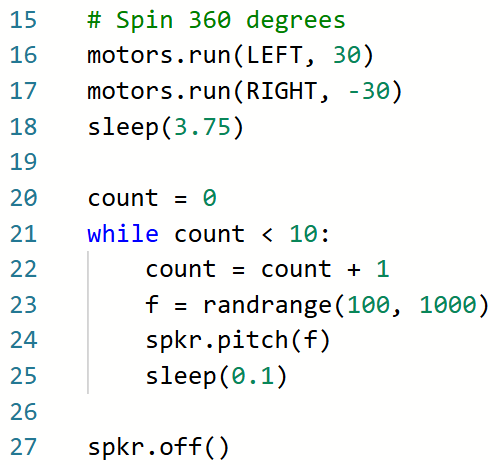 15 # Spin 360 degrees
16 motors.run(LEFT, 30)
17 motors.run(RIGHT, -30)
18 sleep(3.75)
19
20 count = 0
21 while count < 10:
22     count = count + 1
23     f = randrange(100, 1000)
24     spkr.pitch(f)
25     sleep(0.1)
26
27 spkr.off()